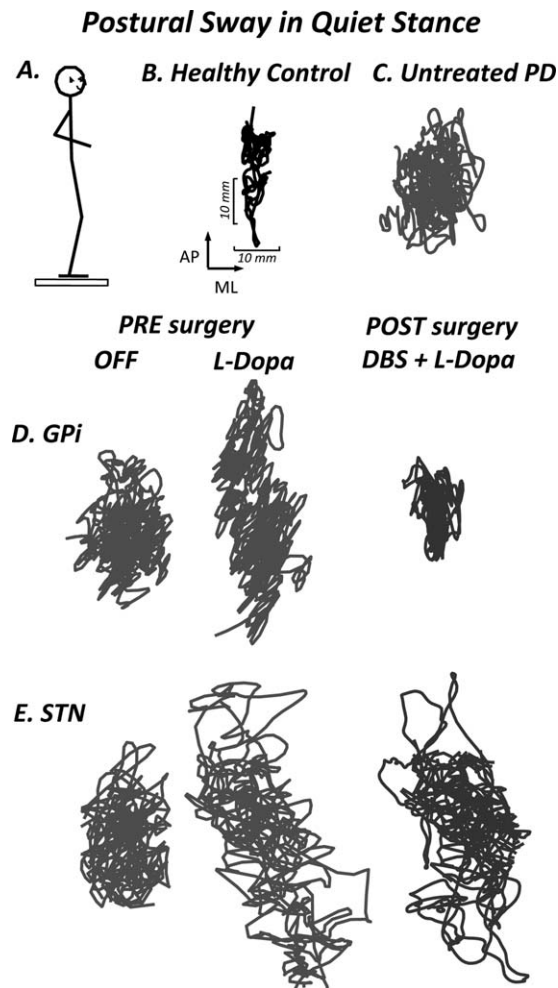 Postural Sway in Quiet Stance
A.
B. Healthy Control
C. Untreated PD
10 mm
10 mm
AP
ML
PRE surgery
POST surgery
OFF
L-Dopa
DBS + L-Dopa
D. GPi
E. STN